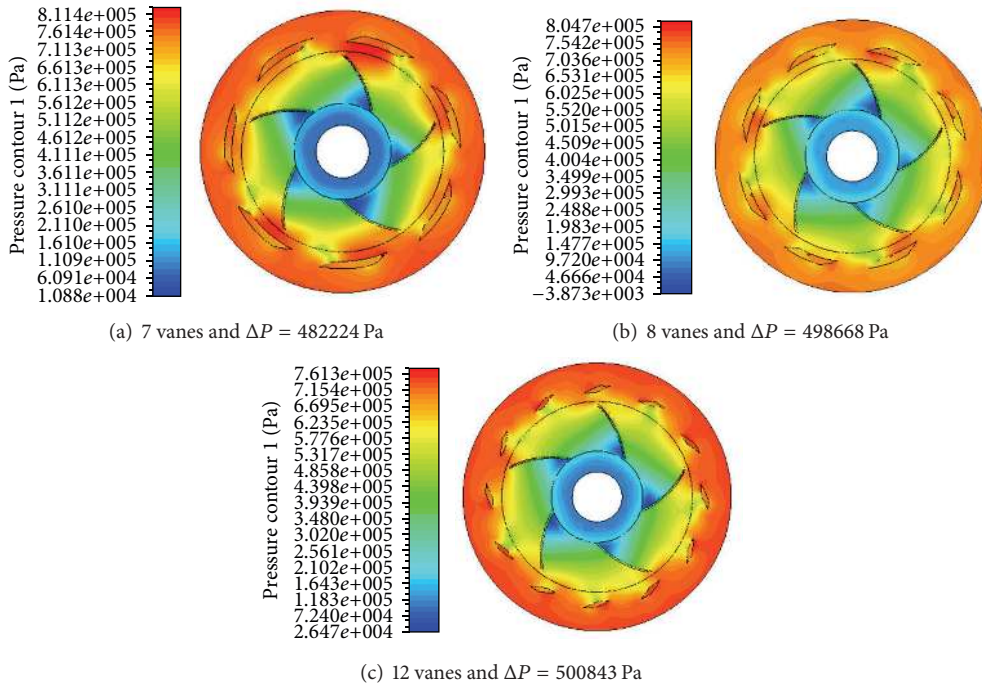 Pressure contour 1 (Pa)
8.114e+005
7.614e+005
7.113e+005
6.613e+005
6.113e+005
5.612e+005
5.112e+005
4.612e+005
4.111e+005
3.611e+005
3.111e+005
2.610e+005
2.110e+005
1.610e+005
1.109e+005
6.091e+004
1.088e+004
(a) 7 vanes and ΔP = 482224 Pa
Pressure contour 1 (Pa)
8.047e+005
7.542e+005
7.036e+005
6.531e+005
6.025e+005
5.520e+005
5.015e+005
4.509e+005
4.004e+005
3.499e+005
2.993e+005
2.488e+005
1.983e+005
1.477e+005
9.720e+004
4.666e+004
−3.873e+003
(b) 8 vanes and ΔP = 498668 Pa
Pressure contour 1 (Pa)
7.613e+005
7.154e+005
6.695e+005
6.235e+005
5.776e+005
5.317e+005
4.858e+005
4.398e+005
3.939e+005
3.480e+005
3.020e+005
2.561e+005
2.102e+005
1.643e+005
1.183e+005
7.240e+004
2.647e+004
(c) 12 vanes and ΔP = 500843 Pa